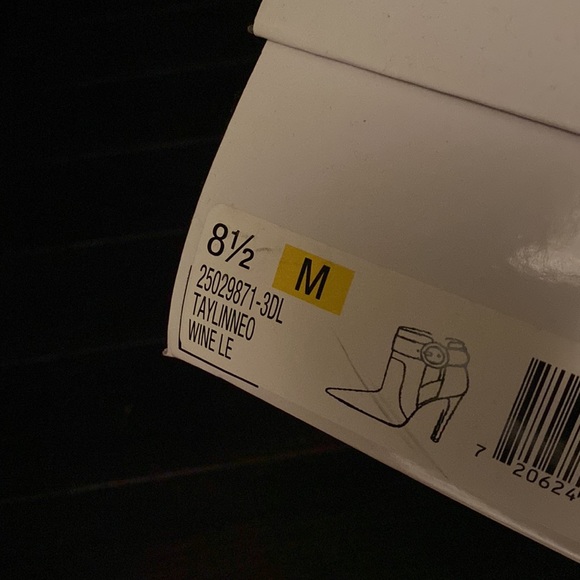 8½ M
25029871-3DL
TAYLINNEO
WINE LE
7 20624